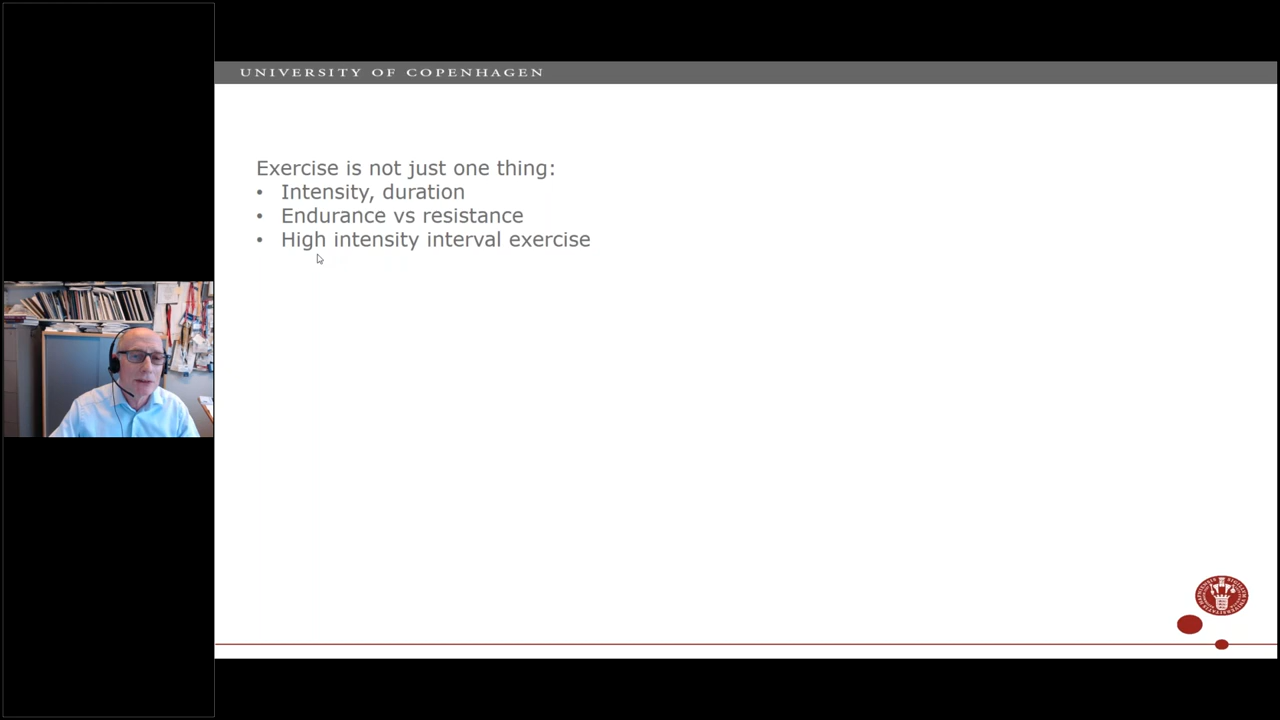 UNIVERSITY OF COPENHAGEN
Exercise is not just one thing:
• Intensity, duration
• Endurance vs resistance
• High intensity interval exercise